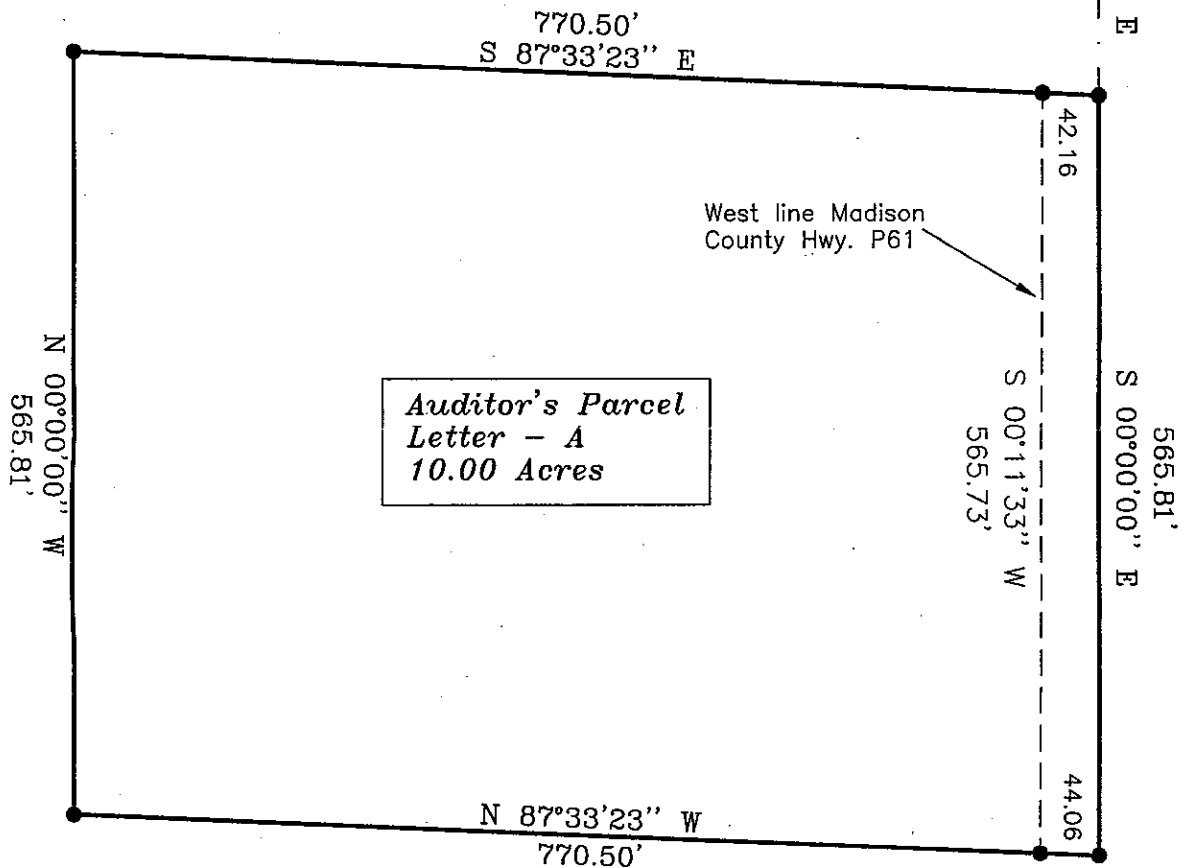 770.50'
S 87°33'23" E
E
42.16
West line Madison
County Hwy. P61
N 00°00'00" W
565.81'
Auditor's Parcel
Letter - A
10.00 Acres
S 00°11'33" W
565.73'
565.81'
S 00°00'00" E
44.06
N 87°33'23" W
770.50'